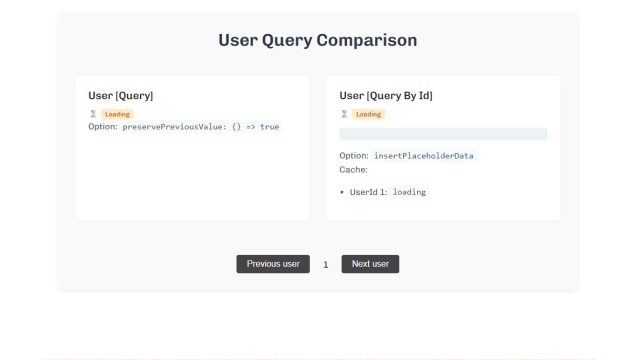 User Query Comparison
User [Query]
⏳ Loading
Option: preservePreviousValue: () => true
User [Query By Id]
⏳ Loading
Option: insertPlaceholderData
Cache:
• UserId 1: loading
Previous user 1 Next user